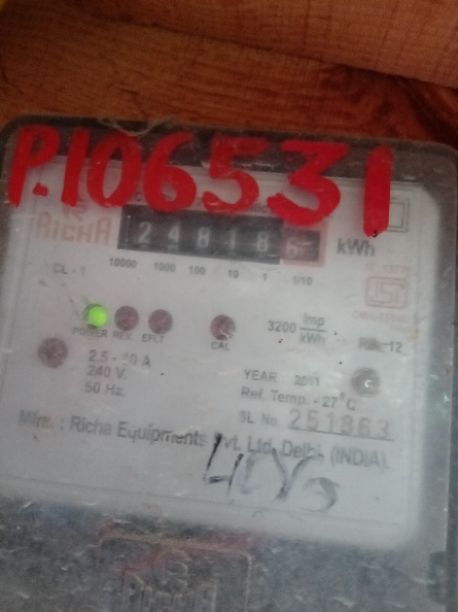 P.106531
RICHA
24818 kWh
10000 1000 100 10 1 1/10
CL - 1
POWER REV. EFLT CAL
3200 Imp/kWh
2.5 - 10 A
240 V.
50 Hz.
YEAR 2011
Ref. Temp. - 27°C
SL No. 251863
Mfrs. : Richa Equipments Pvt. Ltd. Delhi. (INDIA).